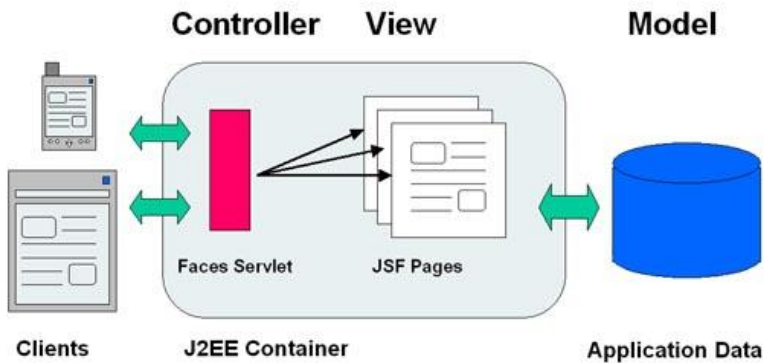 Controller View Model
Faces Servlet JSF Pages
Clients J2EE Container Application Data